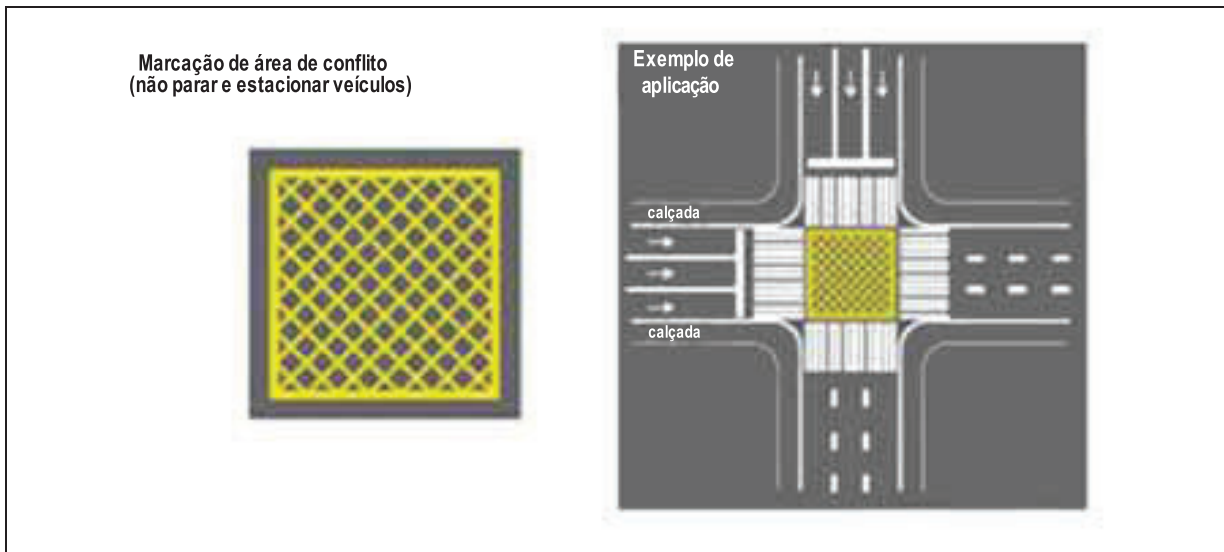 Marcação de área de conflito
(não parar e estacionar veículos)
Exemplo de
aplicação
calçada
calçada